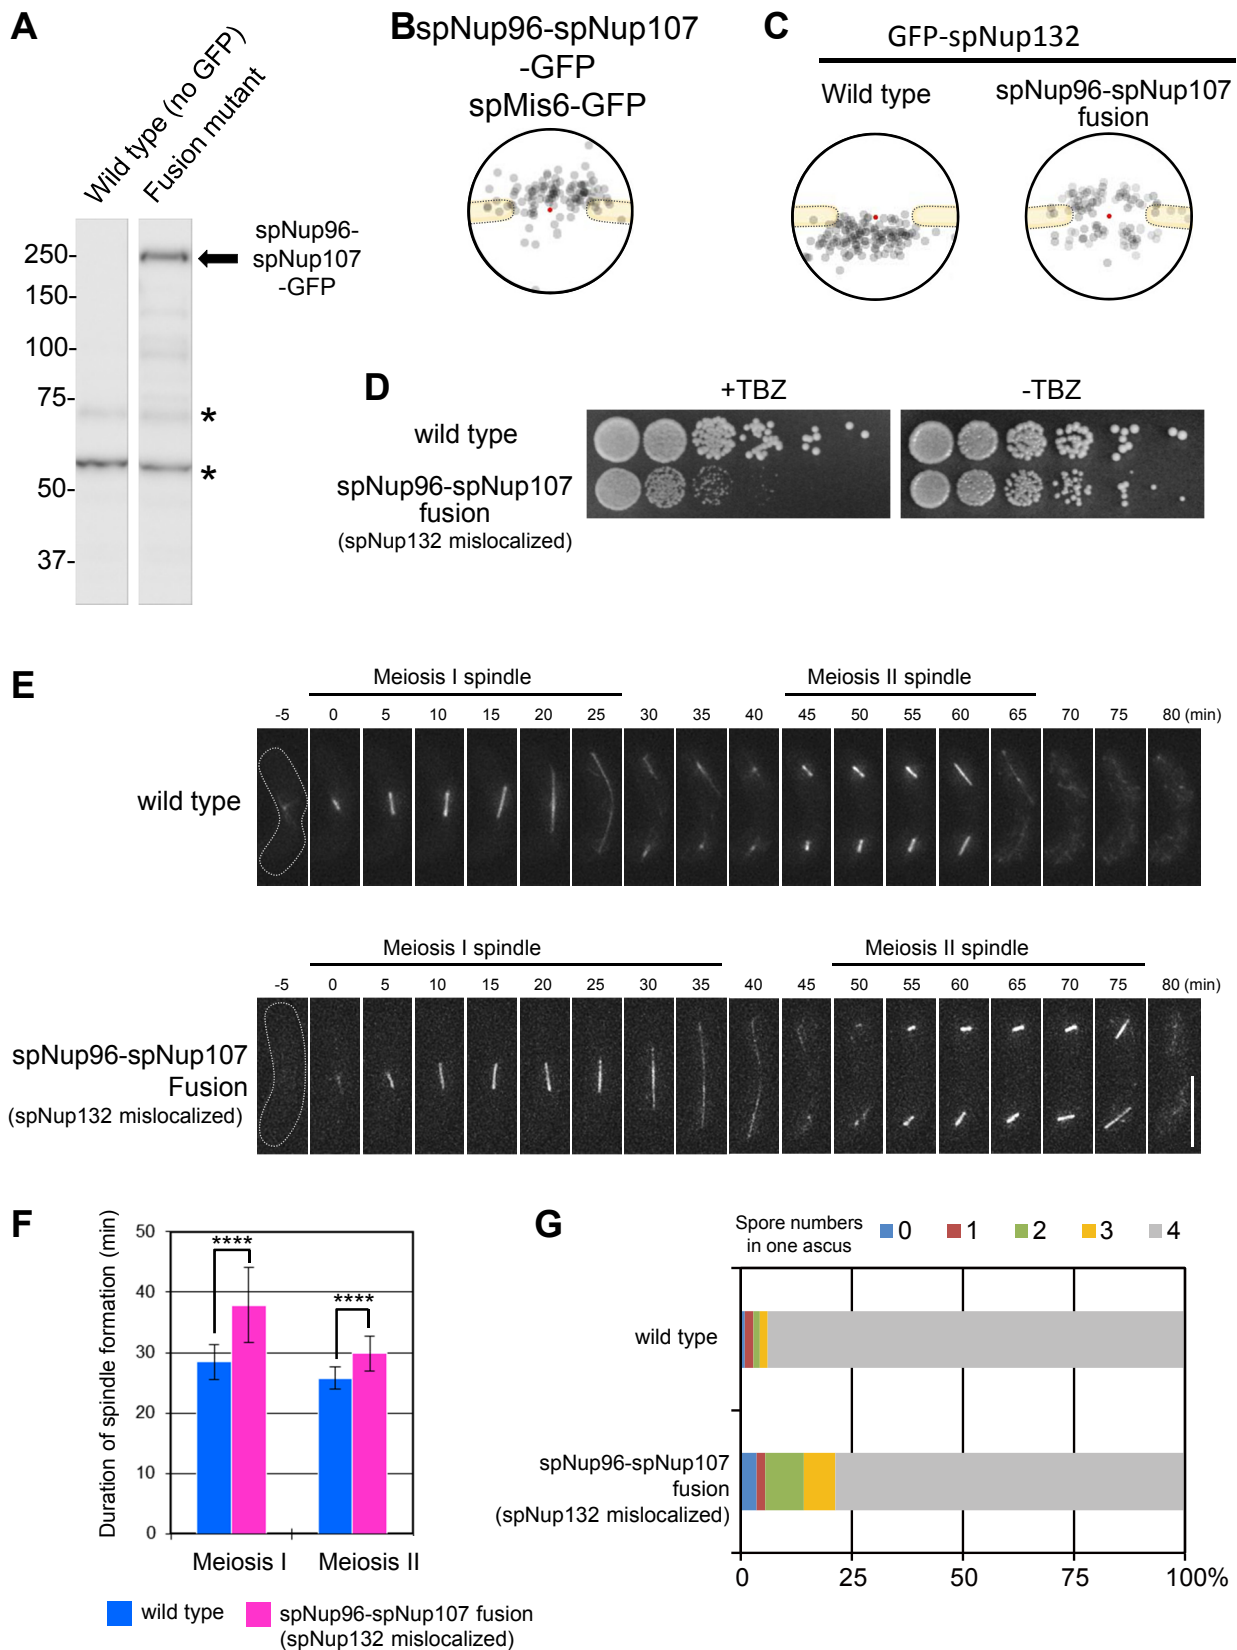 A
Wild type (no GFP)
Fusion mutant
250-
150-
100-
75-
50-
37-
spNup96-
spNup107
-GFP
*
*
B
spNup96-spNup107
-GFP
spMis6-GFP
C
GFP-spNup132
Wild type
spNup96-spNup107
fusion
D
+TBZ
-TBZ
wild type
spNup96-spNup107
fusion
(spNup132 mislocalized)
E
Meiosis I spindle
Meiosis II spindle
-5 0 5 10 15 20 25 30 35 40 45 50 55 60 65 70 75 80 (min)
wild type
Meiosis I spindle
Meiosis II spindle
-5 0 5 10 15 20 25 30 35 40 45 50 55 60 65 70 75 80 (min)
spNup96-spNup107
Fusion
(spNup132 mislocalized)
F
Duration of spindle formation (min)
50
40
30
20
10
0
****
****
Meiosis I
Meiosis II
wild type
spNup96-spNup107 fusion
(spNup132 mislocalized)
G
Spore numbers
in one ascus
0 1 2 3 4
wild type
spNup96-spNup107
fusion
(spNup132 mislocalized)
0 25 50 75 100%